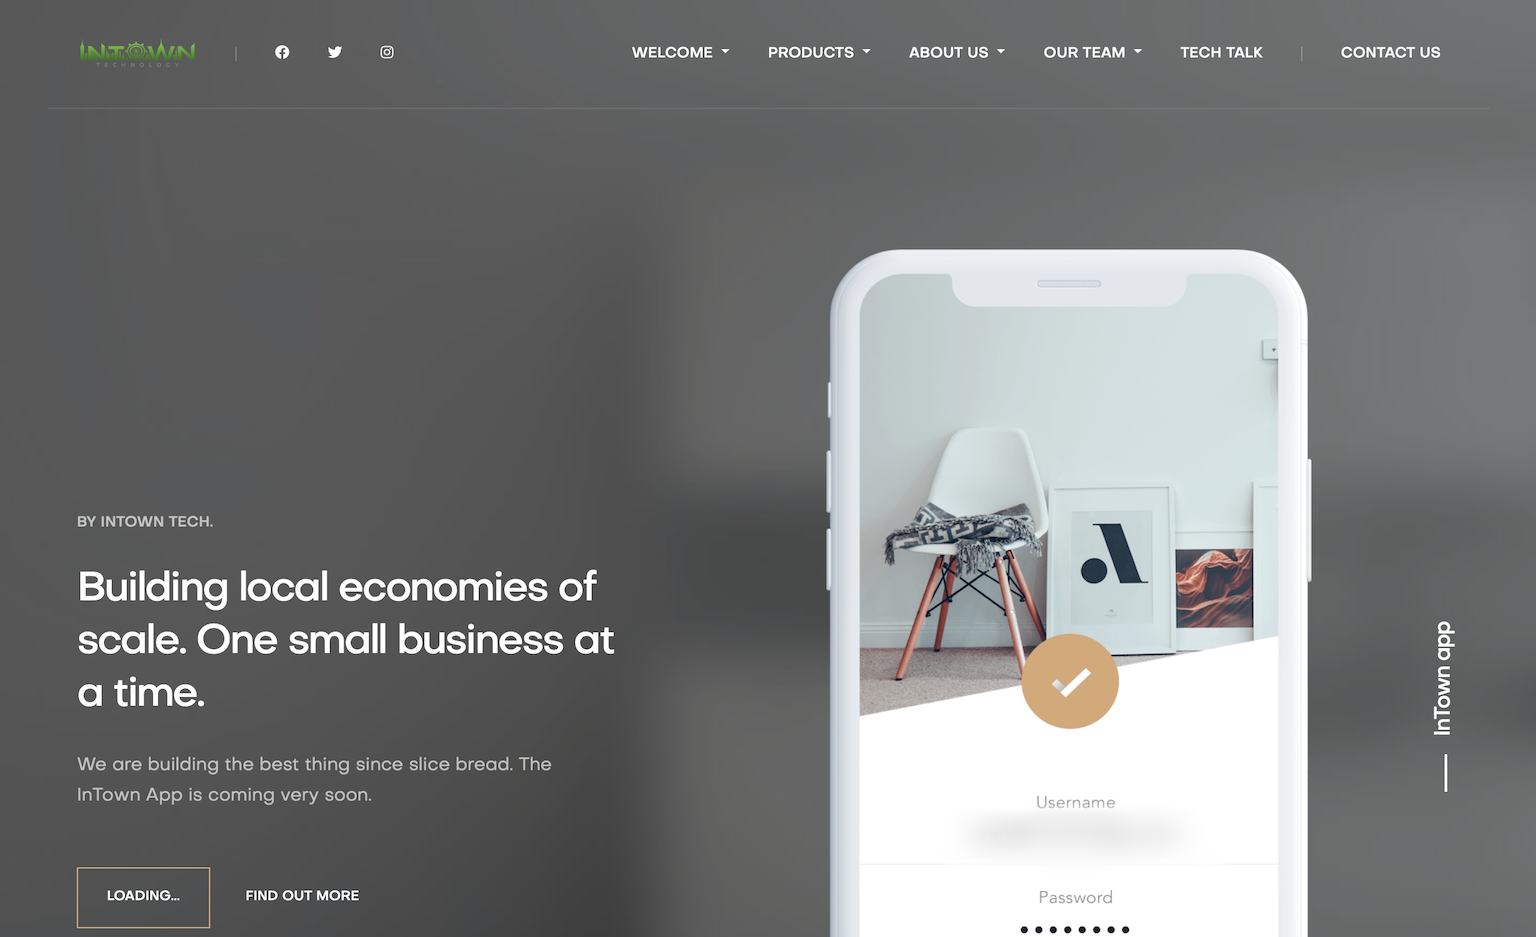 INTOWN
TECHNOLOGY
WELCOME
PRODUCTS
ABOUT US
OUR TEAM
TECH TALK
CONTACT US
BY INTOWN TECH.
Building local economies of
scale. One small business at
a time.
We are building the best thing since slice bread. The
InTown App is coming very soon.
LOADING...
FIND OUT MORE
a
Username
Password
InTown app